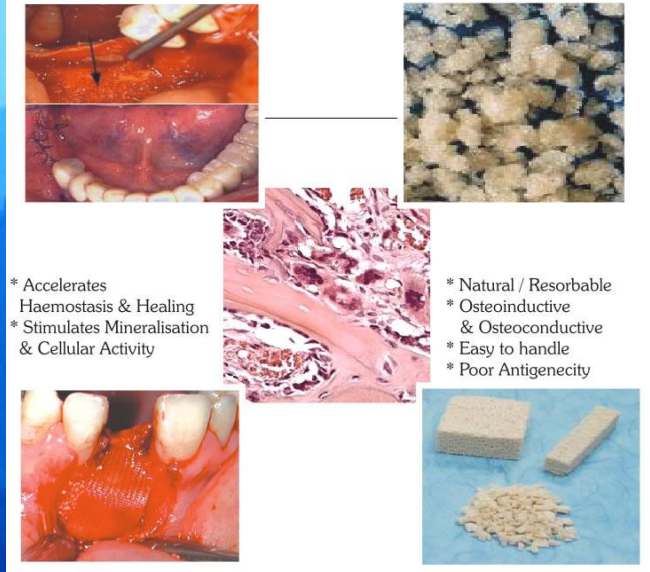 * Accelerates
Haemostasis & Healing
* Stimulates Mineralisation
& Cellular Activity
* Natural / Resorbable
* Osteoinductive
& Osteoconductive
* Easy to handle
* Poor Antigenecity